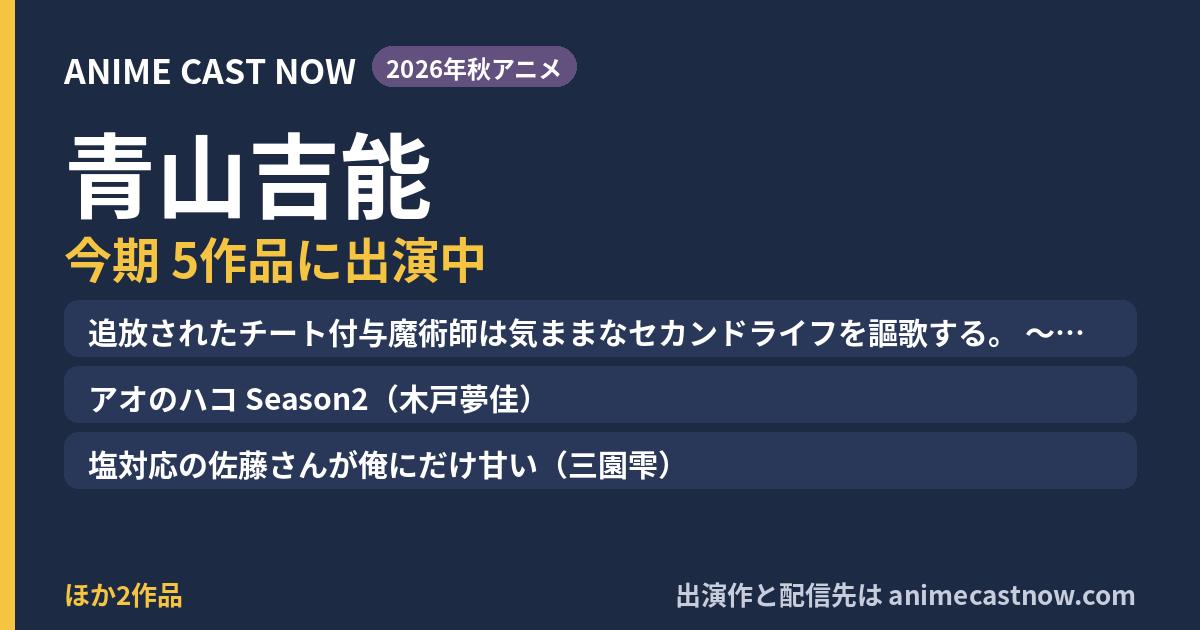 ANIME CAST NOW 2026年秋アニメ
青山吉能
今期 5作品に出演中
追放されたチート付与魔術師は気ままなセカンドライフを謳歌する。 〜…
アオのハコ Season2（木戸夢佳）
塩対応の佐藤さんが俺にだけ甘い（三園雫）
ほか2作品
出演作と配信先は animecastnow.com